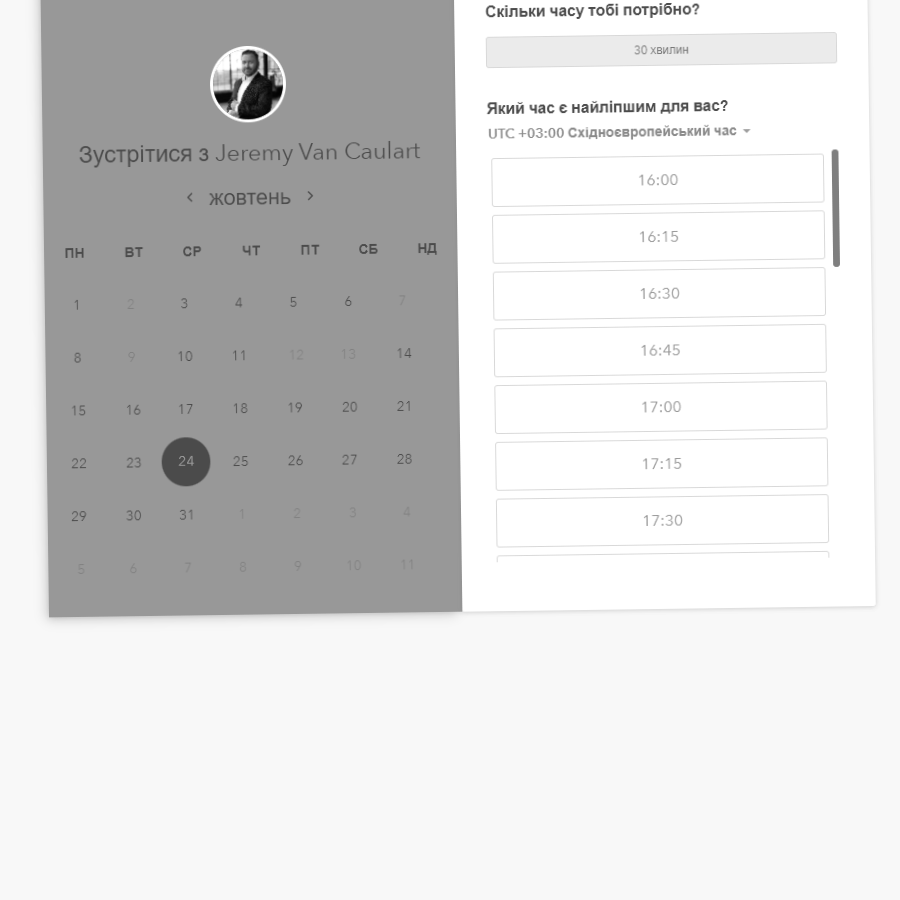 Зустрітися з Jeremy Van Caulart
жовтень
ПН ВТ СР ЧТ ПТ СБ НД
1 2 3 4 5 6 7
8 9 10 11 12 13 14
15 16 17 18 19 20 21
22 23 24 25 26 27 28
29 30 31 1 2 3 4
5 6 7 8 9 10 11
Скільки часу тобі потрібно?
30 хвилин
Який час є найліпшим для вас?
UTC +03:00 Східноєвропейський час
16:00
16:15
16:30
16:45
17:00
17:15
17:30